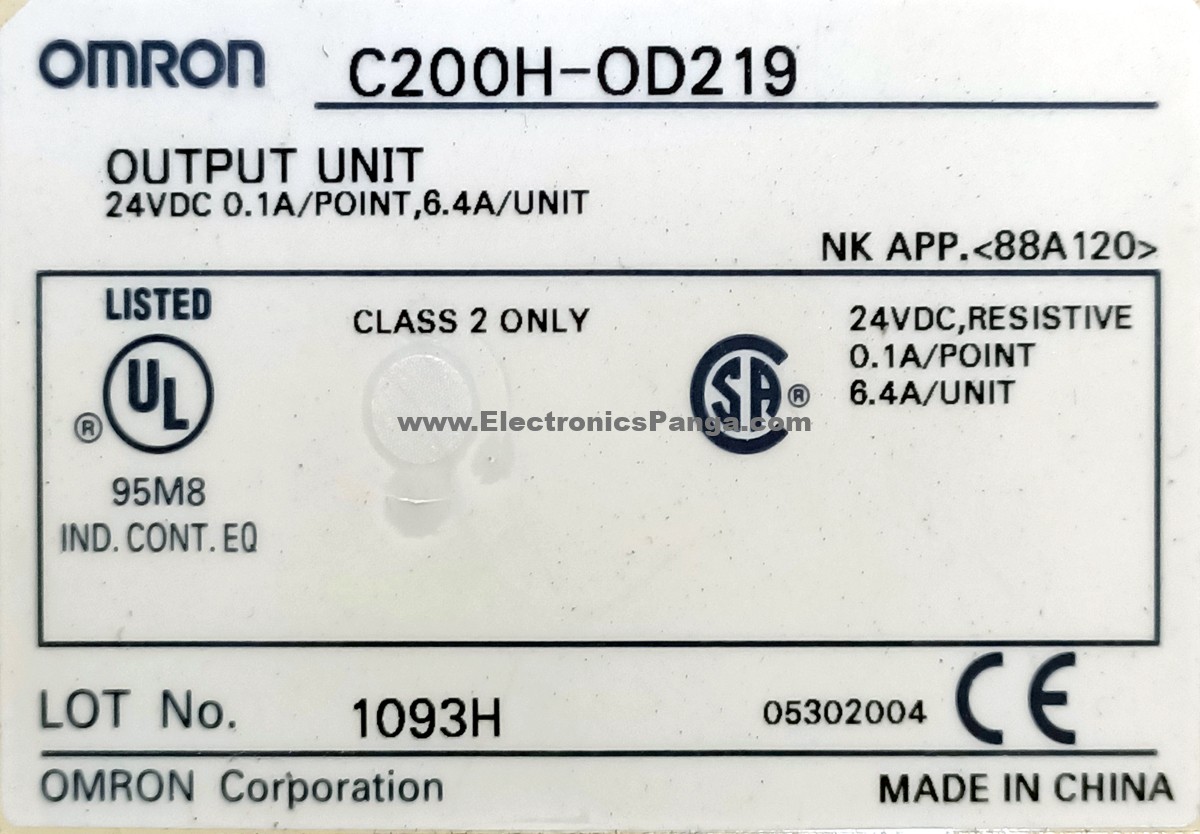 OMRON C200H-OD219
OUTPUT UNIT
24VDC 0.1A/POINT,6.4A/UNIT
NK APP.<88A120>
LISTED
UL
®
95M8
IND. CONT. EQ
CLASS 2 ONLY
CSA ®
24VDC,RESISTIVE
0.1A/POINT
6.4A/UNIT
www.ElectronicsPanga.com
LOT No. 1093H 05302004 CE
OMRON Corporation MADE IN CHINA